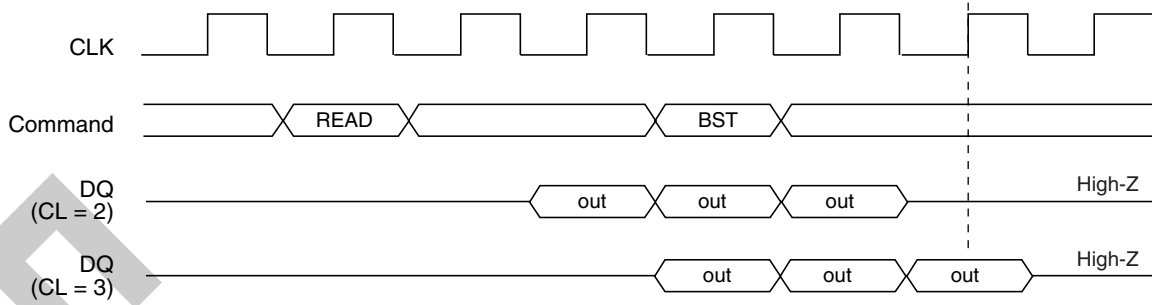 CLK
Command
READ
BST
DQ
(CL = 2)
out
out
out
High-Z
DQ
(CL = 3)
out
out
out
High-Z